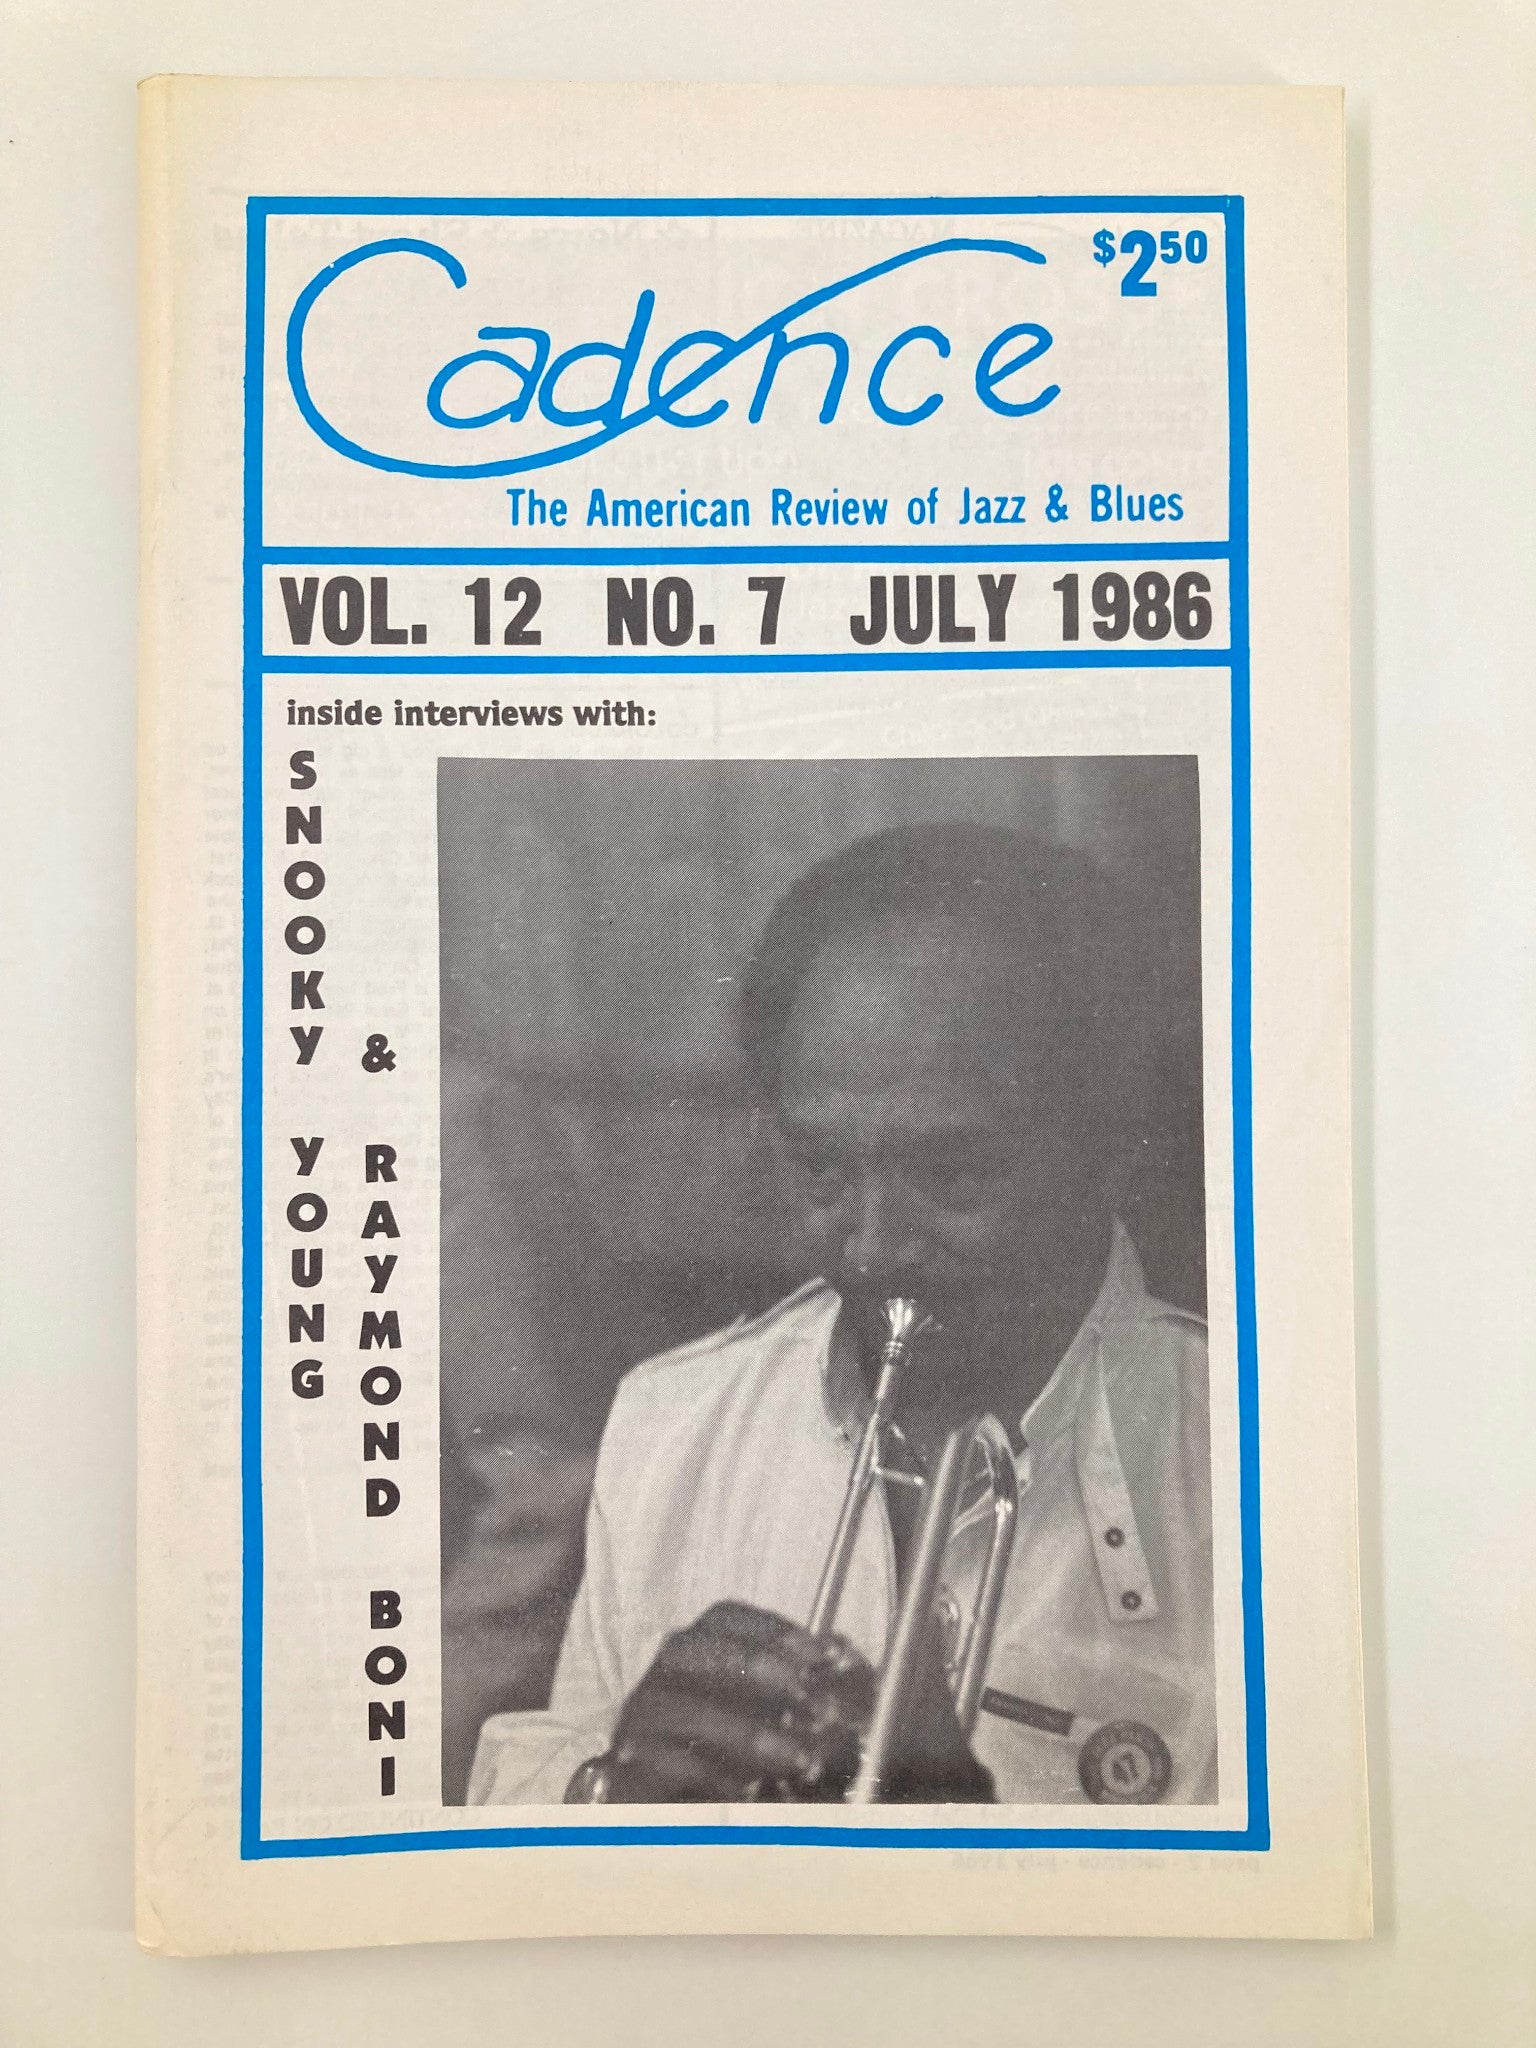 Cadence
$2.50
The American Review of Jazz & Blues
VOL. 12 NO. 7 JULY 1986
inside interviews with:
SNOOKY YOUNG
& RAYMOND BONI